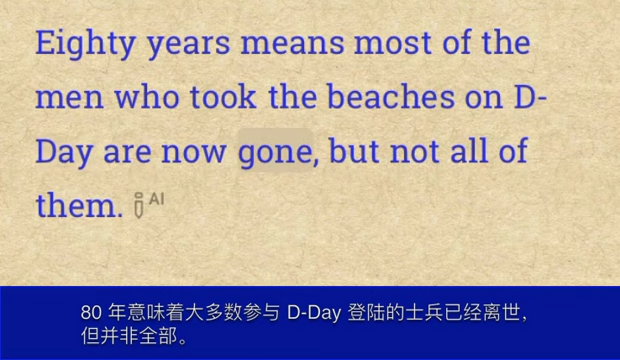 Eighty years means most of the
men who took the beaches on D-
Day are now gone, but not all of
them. AI
80 年意味着大多数参与 D-Day 登陆的士兵已经离世，
但并非全部。